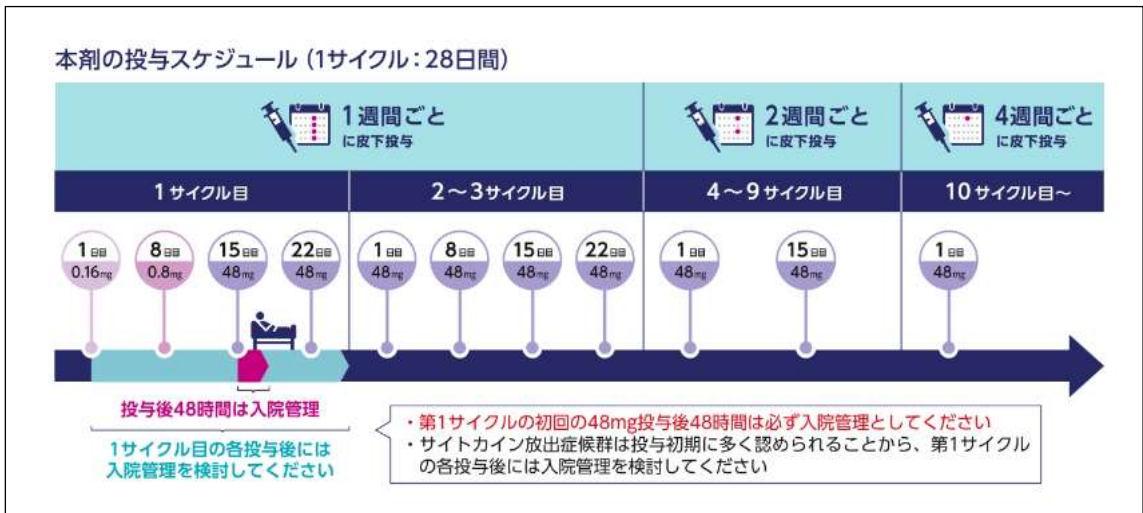 本剤の投与スケジュール(1サイクル：28日間)
1週間ごと
に皮下投与
2週間ごと
に皮下投与
4週間ごと
に皮下投与
1サイクル目
2～3サイクル目
4～9サイクル目
10サイクル目～
1日目
0.16mg
8日目
0.8mg
15日目
48mg
22日目
48mg
1日目
48mg
8日目
48mg
15日目
48mg
22日目
48mg
1日目
48mg
15日目
48mg
1日目
48mg
投与後48時間は入院管理
1サイクル目の各投与後には
入院管理を検討してください
・第1サイクルの初回の48mg投与後48時間は必ず入院管理としてください
・サイトカイン放出症候群は投与初期に多く認められることから、第1サイクル
の各投与後には入院管理を検討してください